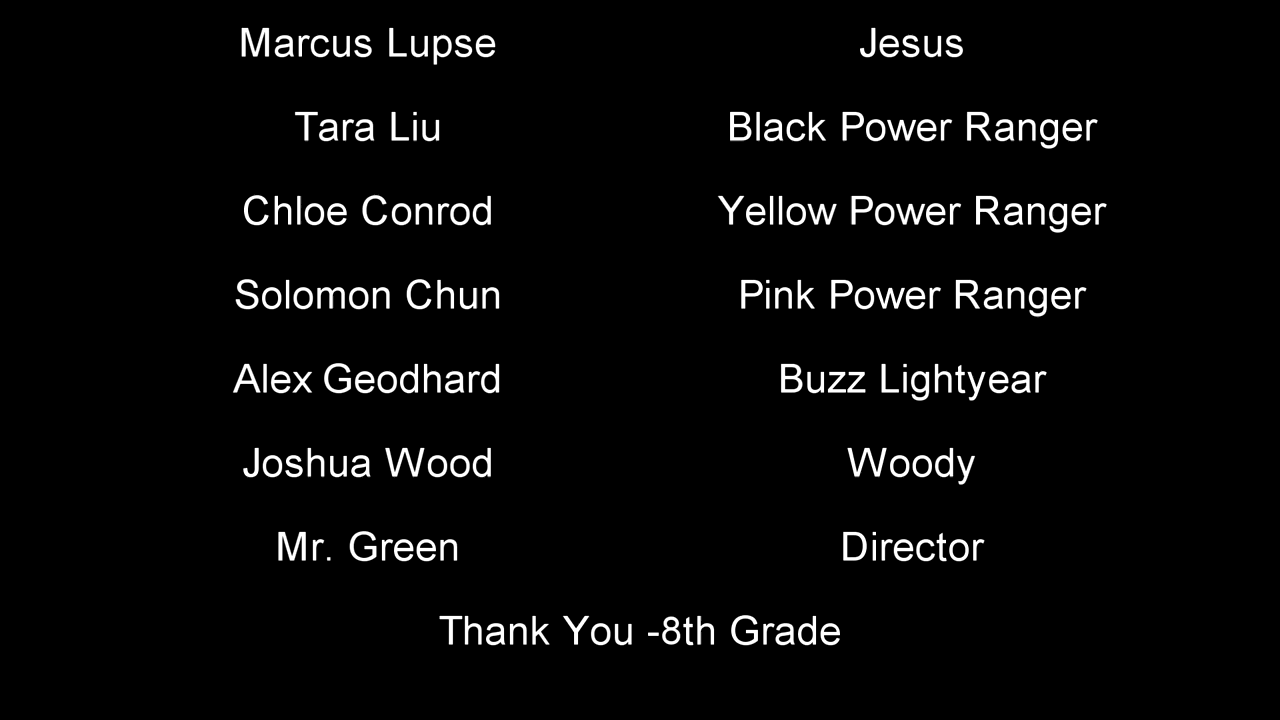 Marcus Lupse Jesus
Tara Liu Black Power Ranger
Chloe Conrod Yellow Power Ranger
Solomon Chun Pink Power Ranger
Alex Geodhard Buzz Lightyear
Joshua Wood Woody
Mr. Green Director
Thank You -8th Grade